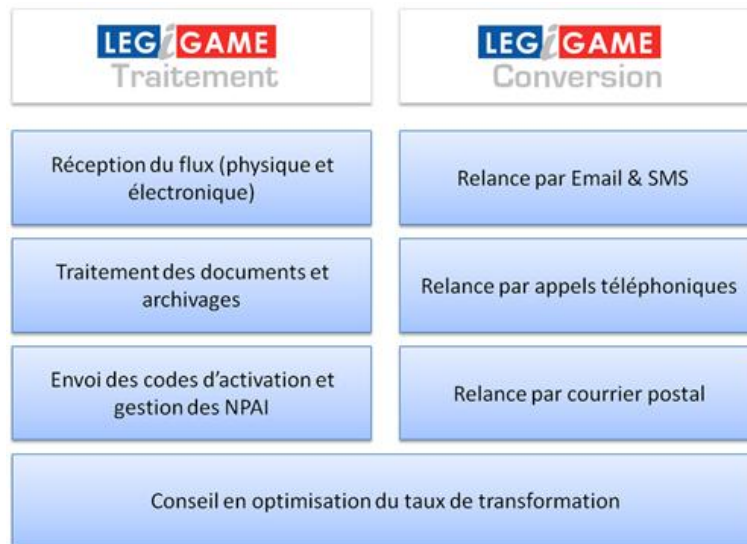 LEGiGAME
Traitement
LEGiGAME
Conversion
Réception du flux (physique et
électronique)
Relance par Email & SMS
Traitement des documents et
archivages
Relance par appels téléphoniques
Envoi des codes d’activation et
gestion des NPAI
Relance par courrier postal
Conseil en optimisation du taux de transformation